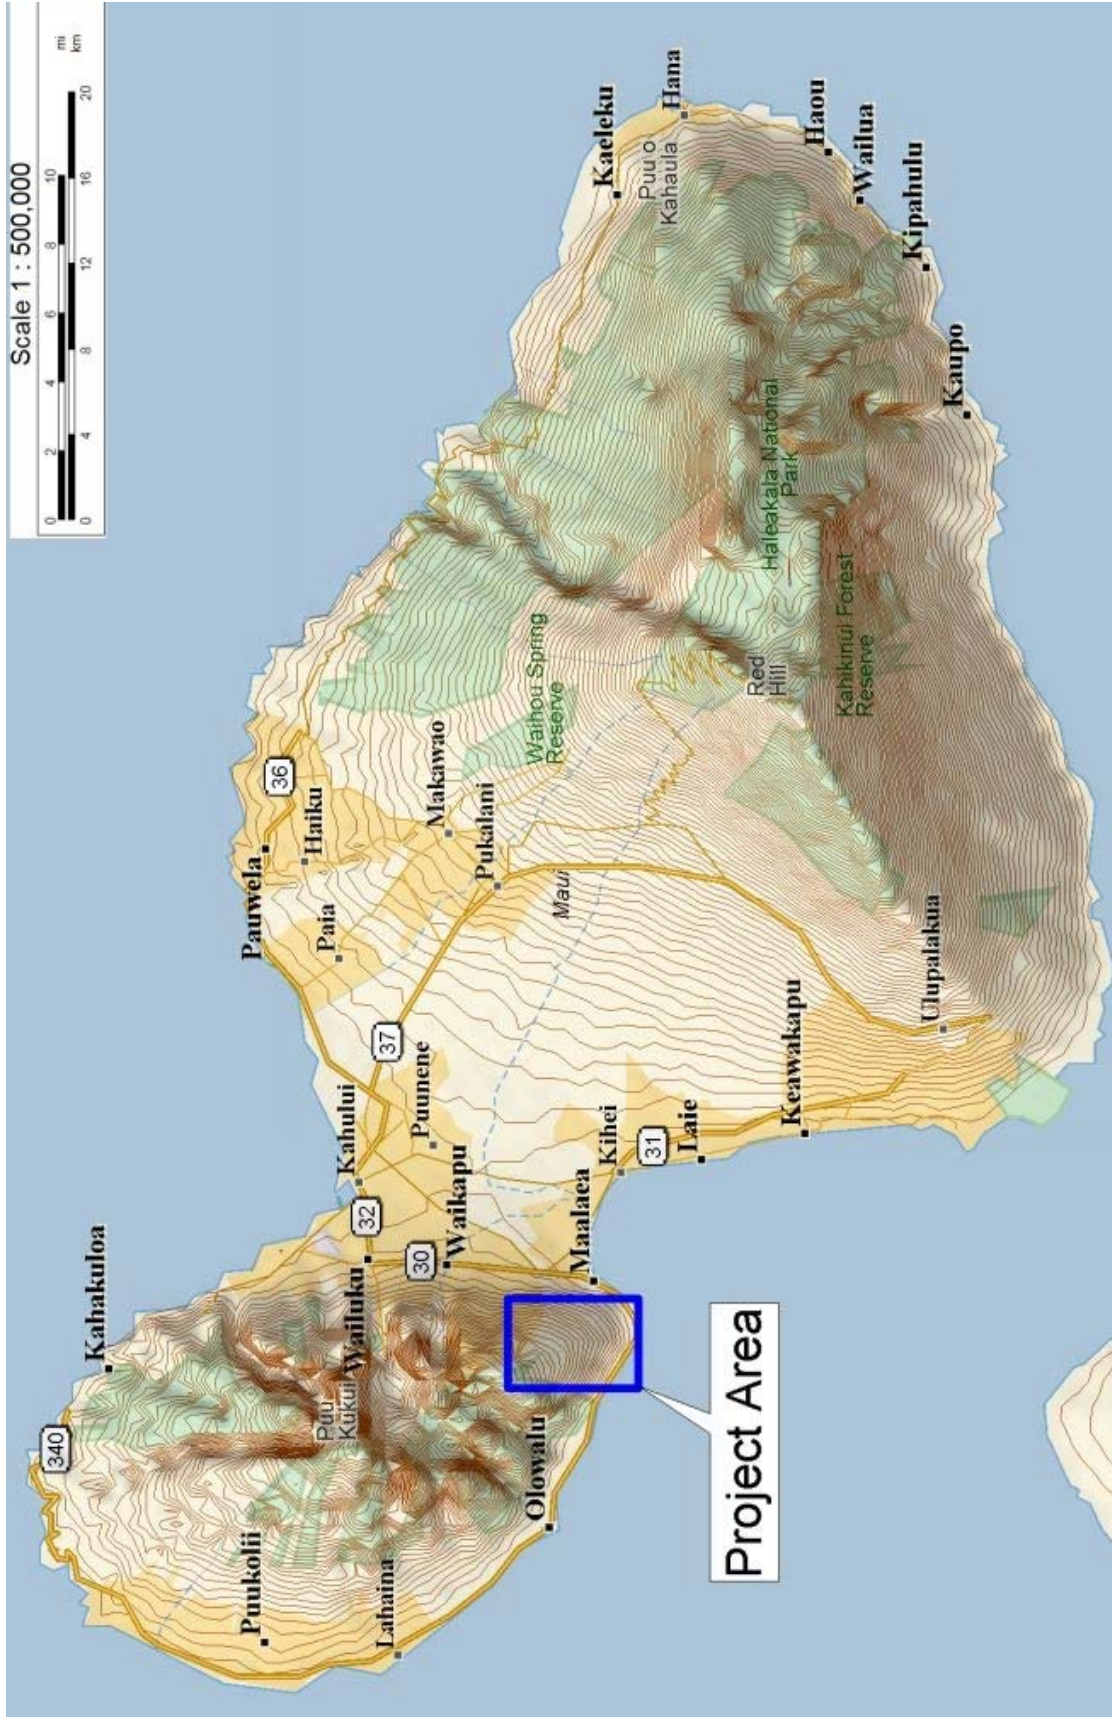 Scale 1 : 500,000
0 2 4 6 8 10 mi
0 4 8 12 16 20 km
340
Kahakuloa
Puukolii
Pauwela
36
Haiku
Paia
Puu
Kukui
Kahului
Wailuku
32
Lahaina
37
Puunene
30
Makawao
Waikapu
Pukalani
Olowalu
Waihou Spring
Reserve
Maui
Maalaea
Kaeleku
Kihei
Puu o
Kahaula
31
Hana
Laie
Project Area
Red
Hill
Haleakala National
Park
Keawakapu
Haou
Kahikinui Forest
Reserve
Wailua
Kipahulu
Ulupalakua
Kaupo